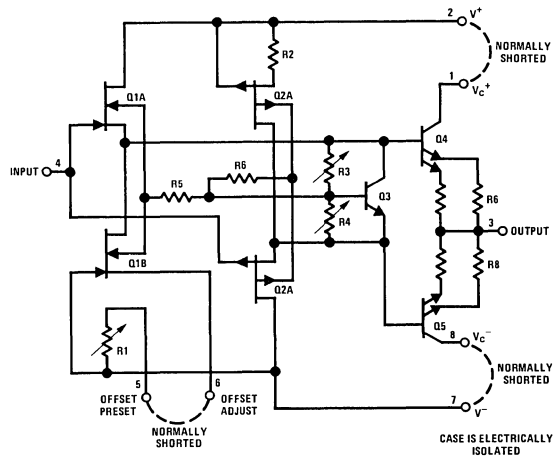 2 V+
NORMALLY
SHORTED
1 VC+
R2
Q1A
Q2A
Q4
INPUT 4
R5
R6
R3
Q3
R4
R6
3 OUTPUT
Q1B
Q2A
R8
Q5
8 VC−
R1
NORMALLY
SHORTED
5
6
OFFSET
PRESET
OFFSET
ADJUST
7 V−
NORMALLY
SHORTED
CASE IS ELECTRICALLY
ISOLATED